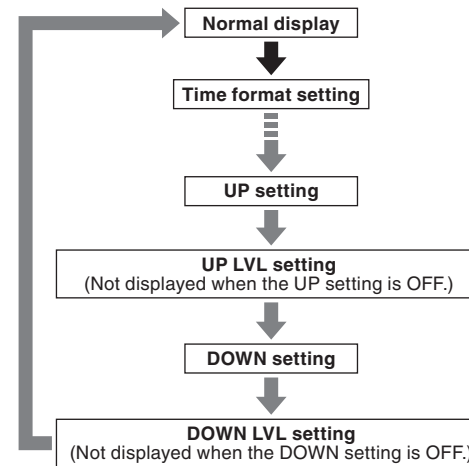 Normal display
Time format setting
UP setting
UP LVL setting
(Not displayed when the UP setting is OFF.)
DOWN setting
DOWN LVL setting
(Not displayed when the DOWN setting is OFF.)